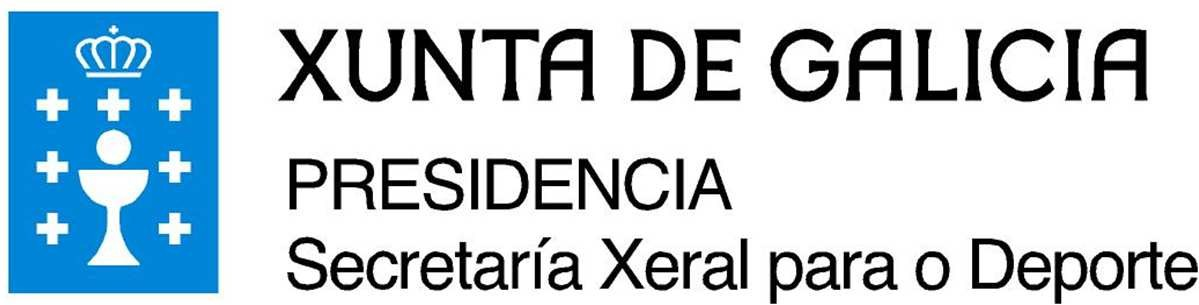 XUNTA DE GALICIA
PRESIDENCIA
Secretaría Xeral para o Deporte